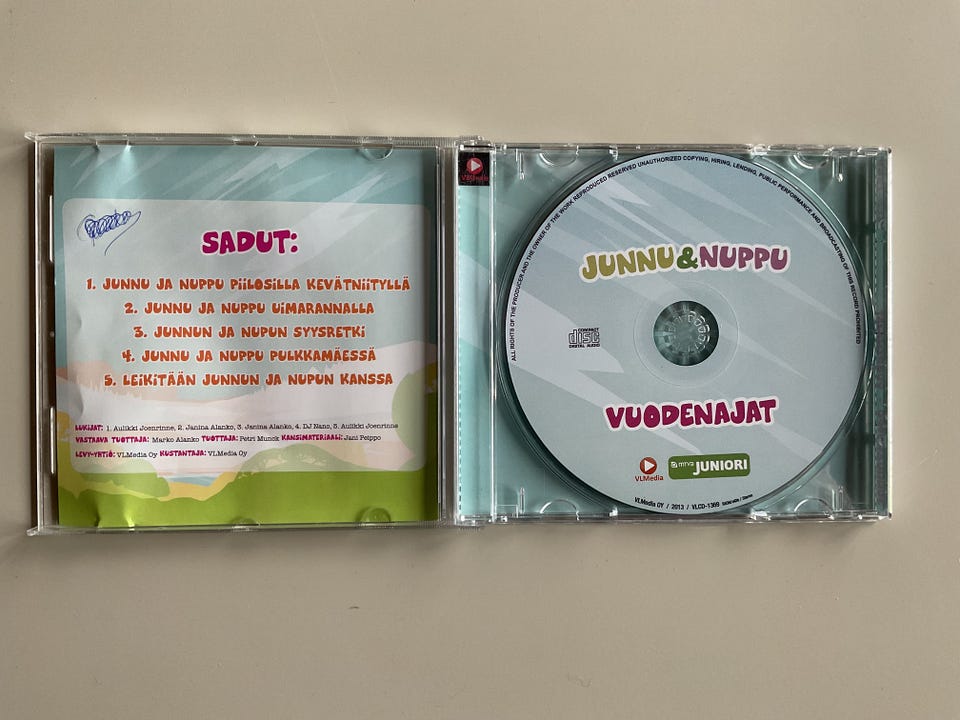 SADUT:
1. JUNNU JA NUPPU PIILOSILLA KEVÄTNIITYLLÄ
2. JUNNU JA NUPPU UIMARANNALLA
3. JUNNUN JA NUPUN SYYSRETKI
4. JUNNU JA NUPPU PULKKAMÄESSÄ
5. LEIKITÄÄN JUNNUN JA NUPUN KANSSA
LUKIJAT: 1. Aulikki Joenrinne, 2. Janina Alanko, 3. Janina Alanko, 4. DJ Nano, 5. Aulikki Joenrinne
VASTAAVA TUOTTAJA: Marko Alanko TUOTTAJA: Petri Munck KANSIMATERIAALI: Jani Peippo
LEVY-YHTIÖ: VLMedia Oy KUSTANTAJA: VLMedia Oy
VLMedia
ALL RIGHTS OF THE PRODUCER AND THE OWNER OF THE WORK REPRODUCED RESERVED UNAUTHORIZED COPYING, HIRING, LENDING, PUBLIC PERFORMANCE AND BROADCASTING OF THIS RECORD PROHIBITED
JUNNU&NUPPU
COMPACT
disc
DIGITAL AUDIO
VUODENAJAT
VLMedia
mtv3 JUNIORI
VLMedia OY / 2013 / VLCD-1369